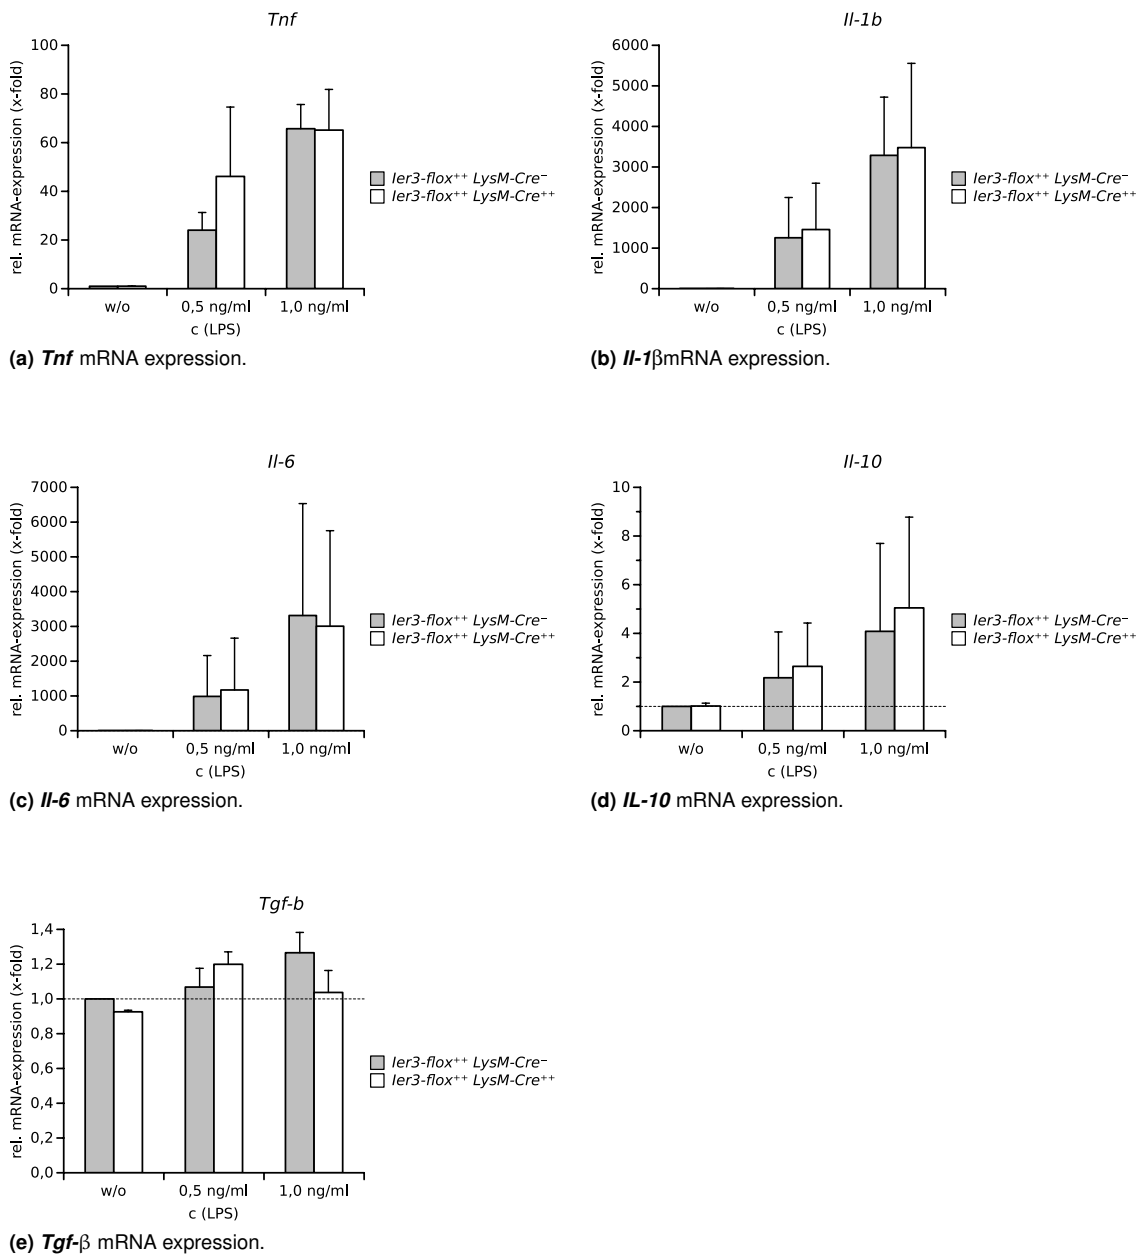 Tnf
rel. mRNA-expression (x-fold)
100
80
60
40
20
0
w/o 0,5 ng/ml 1,0 ng/ml
c (LPS)
Ier3-flox⁺⁺ LysM-Cre⁻
Ier3-flox⁺⁺ LysM-Cre⁺⁺
(a) Tnf mRNA expression.
Il-1b
rel. mRNA-expression (x-fold)
6000
5000
4000
3000
2000
1000
0
w/o 0,5 ng/ml 1,0 ng/ml
c (LPS)
Ier3-flox⁺⁺ LysM-Cre⁻
Ier3-flox⁺⁺ LysM-Cre⁺⁺
(b) Il-1βmRNA expression.
Il-6
rel. mRNA-expression (x-fold)
7000
6000
5000
4000
3000
2000
1000
0
w/o 0,5 ng/ml 1,0 ng/ml
c (LPS)
Ier3-flox⁺⁺ LysM-Cre⁻
Ier3-flox⁺⁺ LysM-Cre⁺⁺
(c) Il-6 mRNA expression.
Il-10
rel. mRNA-expression (x-fold)
10
8
6
4
2
0
w/o 0,5 ng/ml 1,0 ng/ml
c (LPS)
Ier3-flox⁺⁺ LysM-Cre⁻
Ier3-flox⁺⁺ LysM-Cre⁺⁺
(d) IL-10 mRNA expression.
Tgf-b
rel. mRNA-expression (x-fold)
1,4
1,2
1,0
0,8
0,6
0,4
0,2
0,0
w/o 0,5 ng/ml 1,0 ng/ml
c (LPS)
Ier3-flox⁺⁺ LysM-Cre⁻
Ier3-flox⁺⁺ LysM-Cre⁺⁺
(e) Tgf-β mRNA expression.